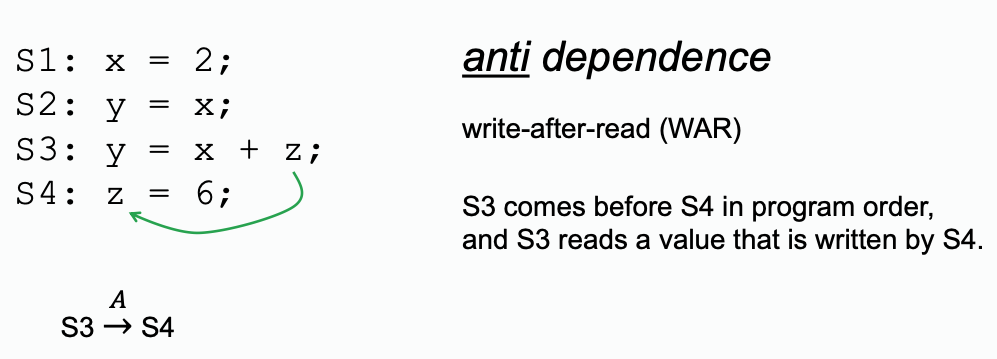 S1: x = 2;
S2: y = x;
S3: y = x + z;
S4: z = 6;
A
S3 → S4
anti dependence
write-after-read (WAR)
S3 comes before S4 in program order,
and S3 reads a value that is written by S4.